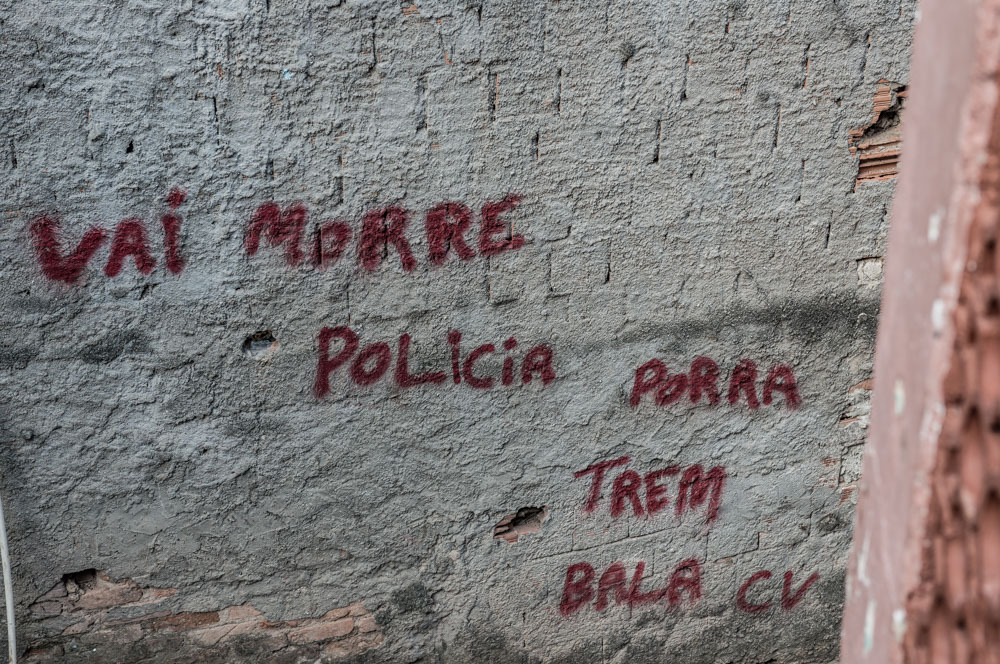 VAi MORRE
POLiCiA PORRA
TREM
BALA CV